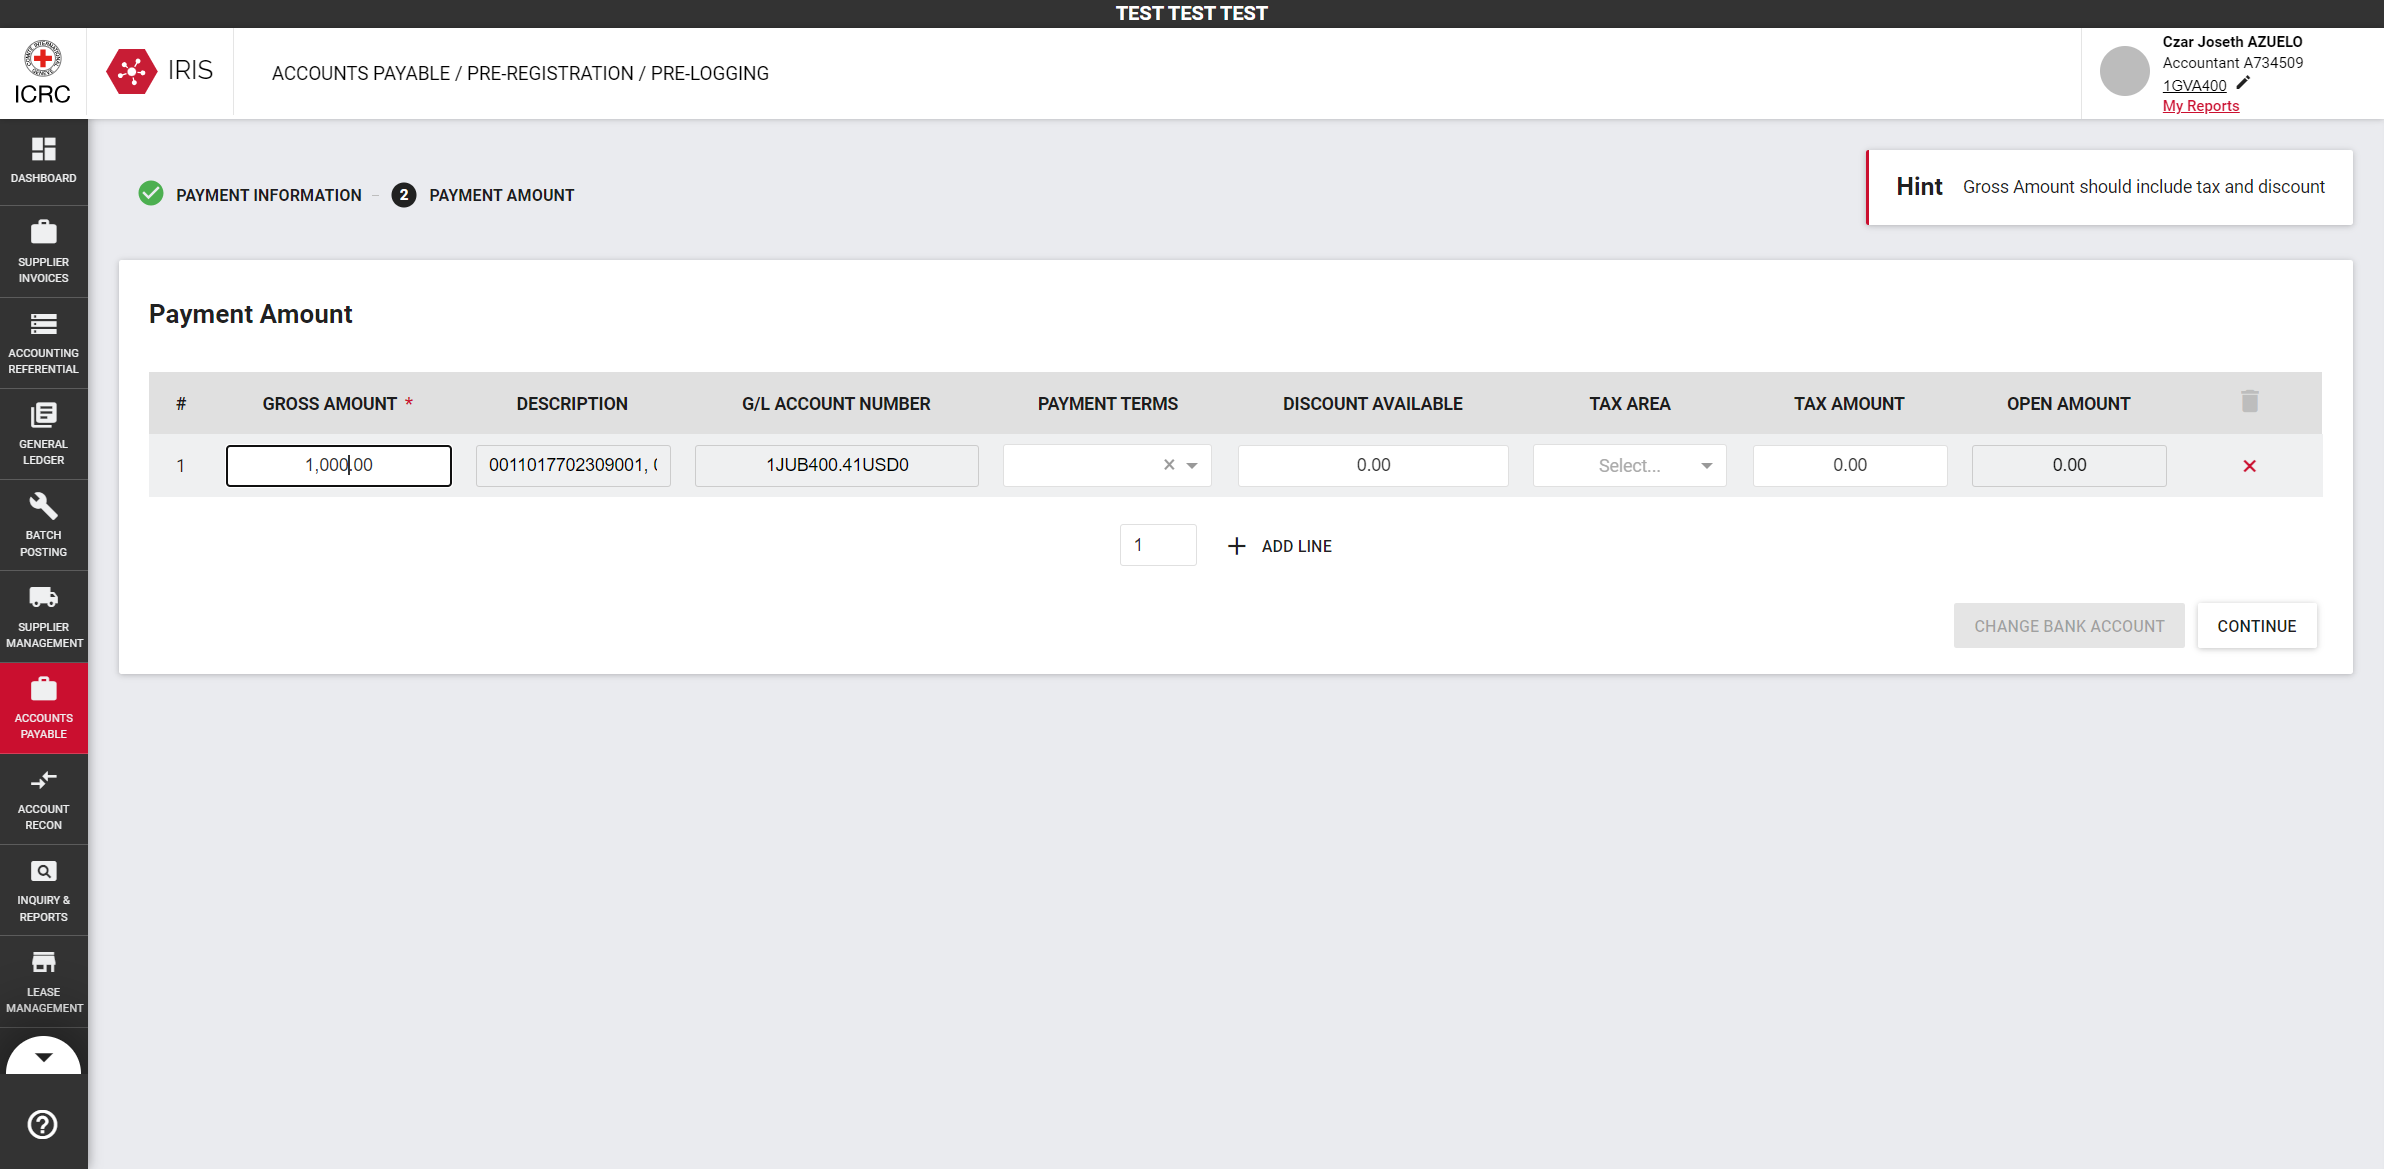 TEST TEST TEST
ICRC
IRIS
ACCOUNTS PAYABLE / PRE-REGISTRATION / PRE-LOGGING
Czar Joseth AZUELO
Accountant A734509
1GVA400
My Reports
DASHBOARD
SUPPLIER
INVOICES
ACCOUNTING
REFERENTIAL
GENERAL
LEDGER
BATCH
POSTING
SUPPLIER
MANAGEMENT
ACCOUNTS
PAYABLE
ACCOUNT
RECON
INQUIRY &
REPORTS
LEASE
MANAGEMENT
PAYMENT INFORMATION – 2 PAYMENT AMOUNT
Hint Gross Amount should include tax and discount
Payment Amount
# GROSS AMOUNT * DESCRIPTION G/L ACCOUNT NUMBER PAYMENT TERMS DISCOUNT AVAILABLE TAX AREA TAX AMOUNT OPEN AMOUNT
1 1,000.00 0011017702309001, 1JUB400.41USD0 0.00 Select... 0.00 0.00
1 + ADD LINE
CHANGE BANK ACCOUNT CONTINUE